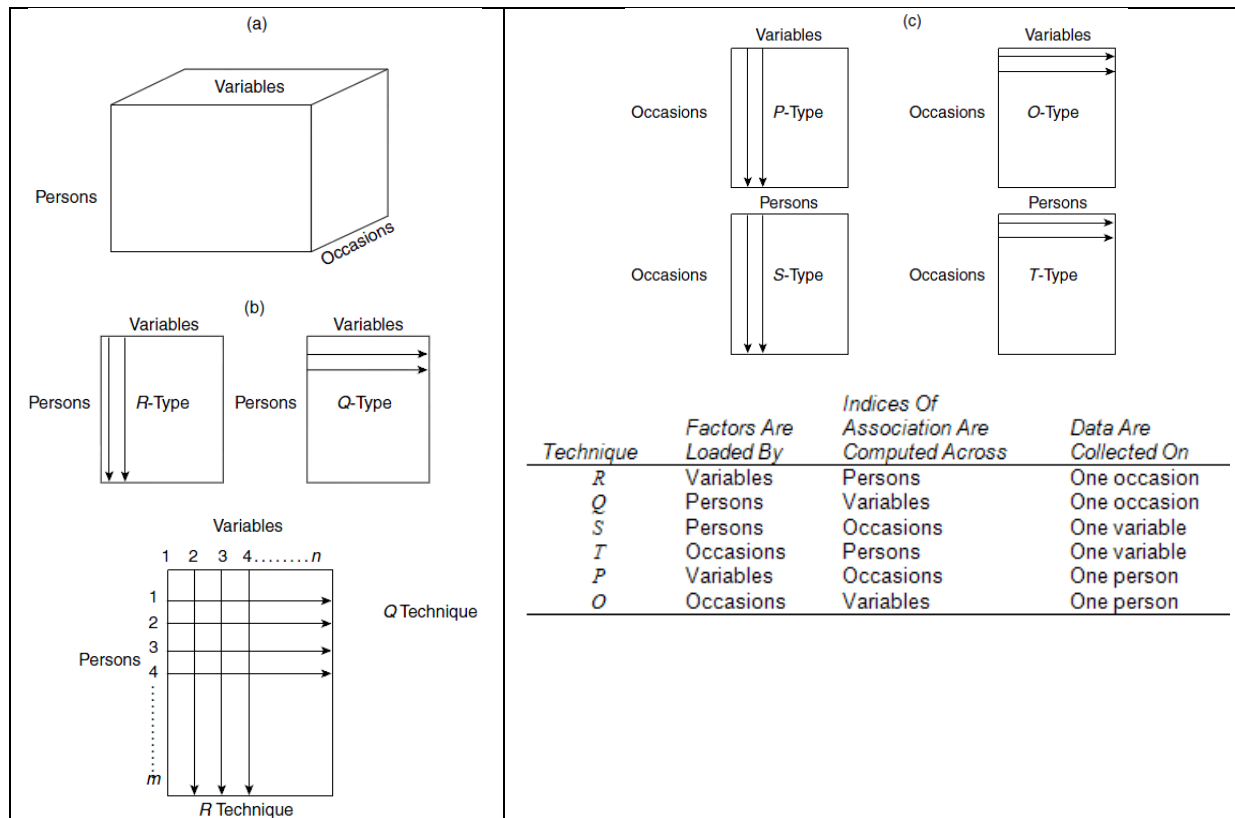 (a)
Variables
Persons
Occasions
(b)
Variables Variables
Persons R-Type Persons Q-Type
Variables
1 2 3 4 . . . . . . . . n
1
2
3
4
m
Persons
Q Technique
R Technique
(c)
Variables Variables
Occasions P-Type Occasions O-Type
Persons Persons
Occasions S-Type Occasions T-Type
Indices Of
Factors Are Association Are Data Are
Technique Loaded By Computed Across Collected On
R Variables Persons One occasion
Q Persons Variables One occasion
S Persons Occasions One variable
T Occasions Persons One variable
P Variables Occasions One person
O Occasions Variables One person